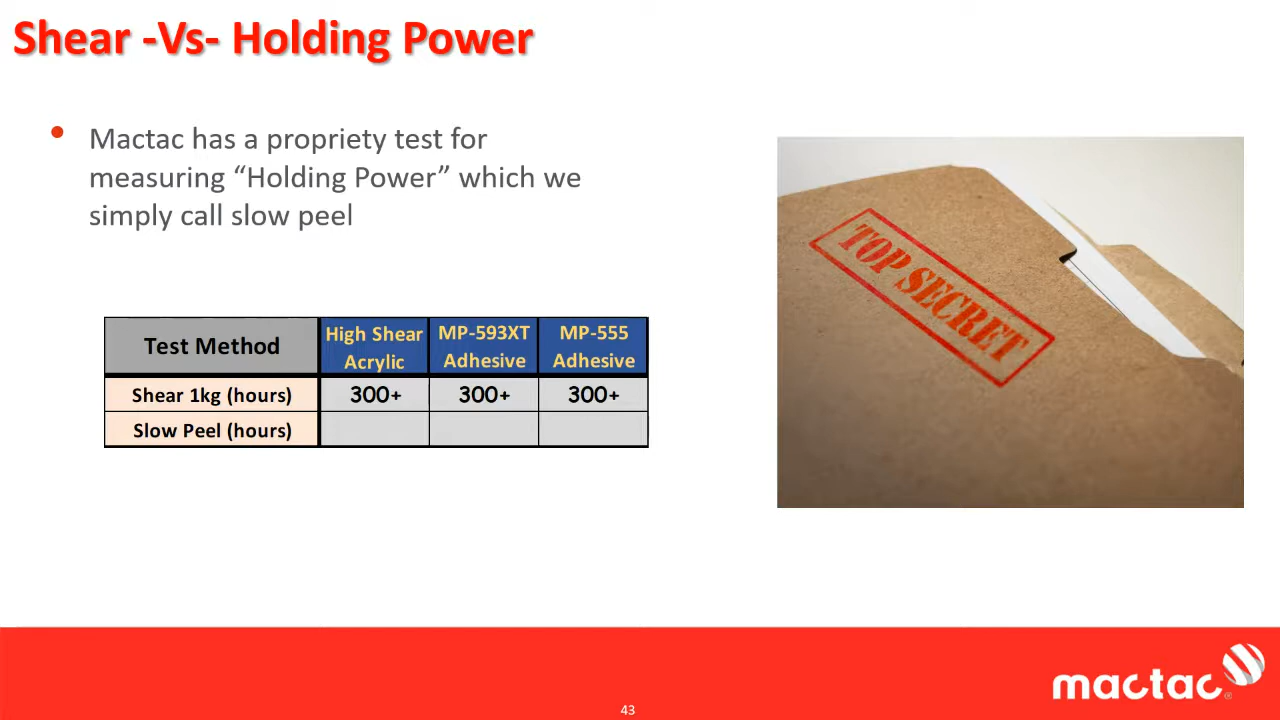 Shear -Vs- Holding Power
• Mactac has a propriety test for
measuring “Holding Power” which we
simply call slow peel
TOP SECRET
Test Method
High Shear
Acrylic
MP-593XT
Adhesive
MP-555
Adhesive
Shear 1kg (hours) 300+ 300+ 300+
Slow Peel (hours)
43
mactac®